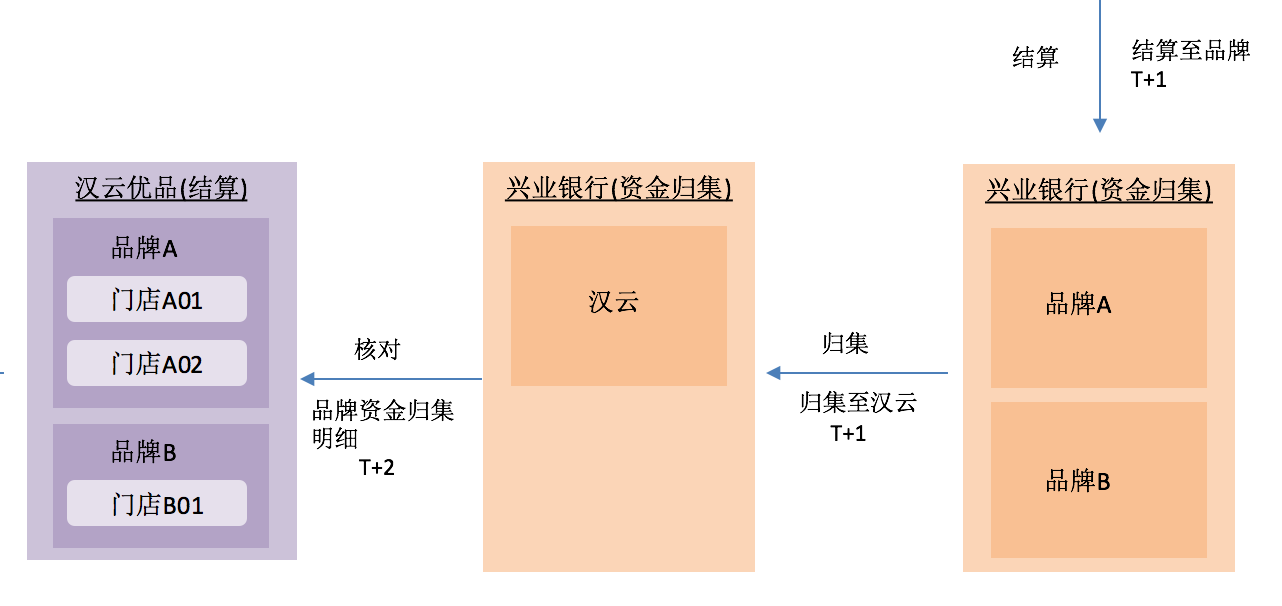 结算
结算至品牌
T+1
汉云优品(结算)
品牌A
门店A01
门店A02
品牌B
门店B01
核对
品牌资金归集
明细
T+2
兴业银行(资金归集)
汉云
归集
归集至汉云
T+1
兴业银行(资金归集)
品牌A
品牌B